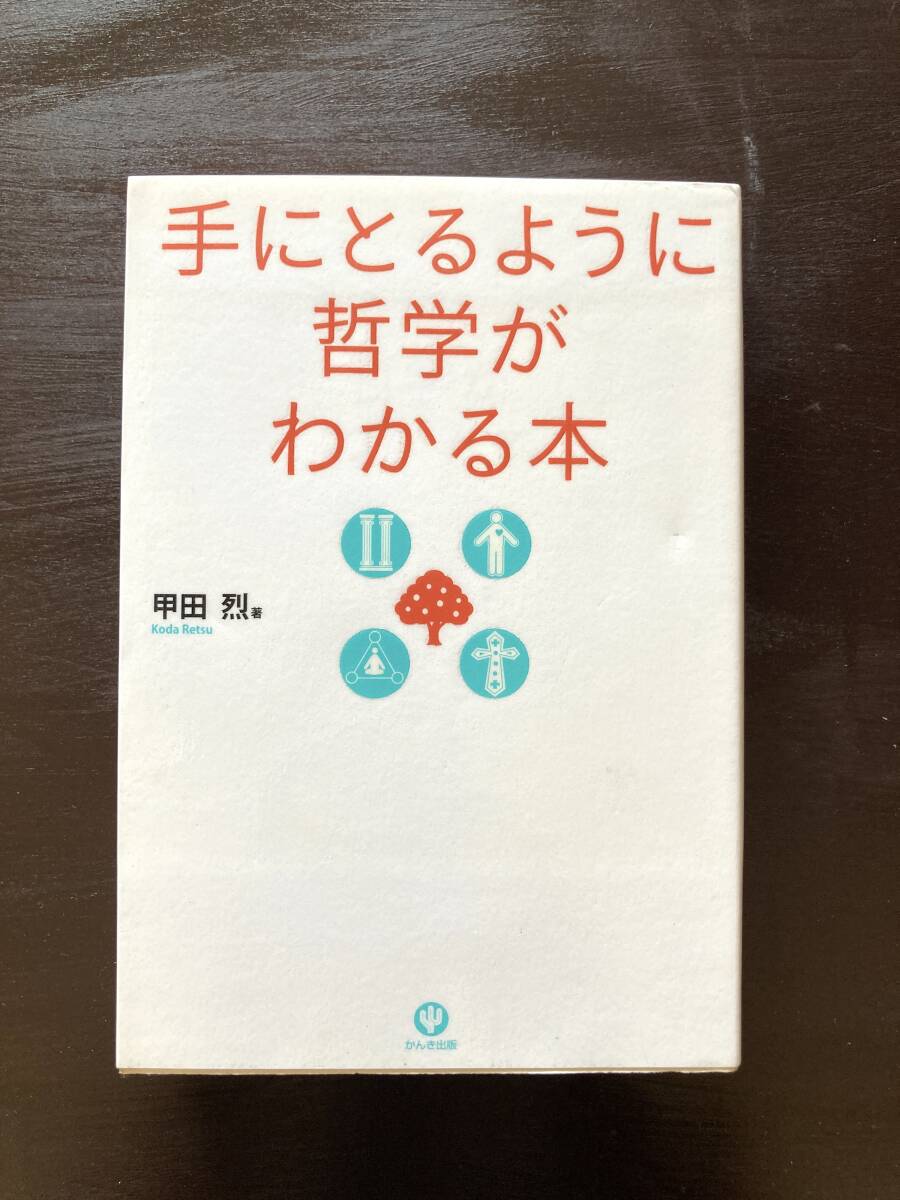 手にとるように
哲学が
わかる本
甲田 烈著
Koda Retsu
かんき出版